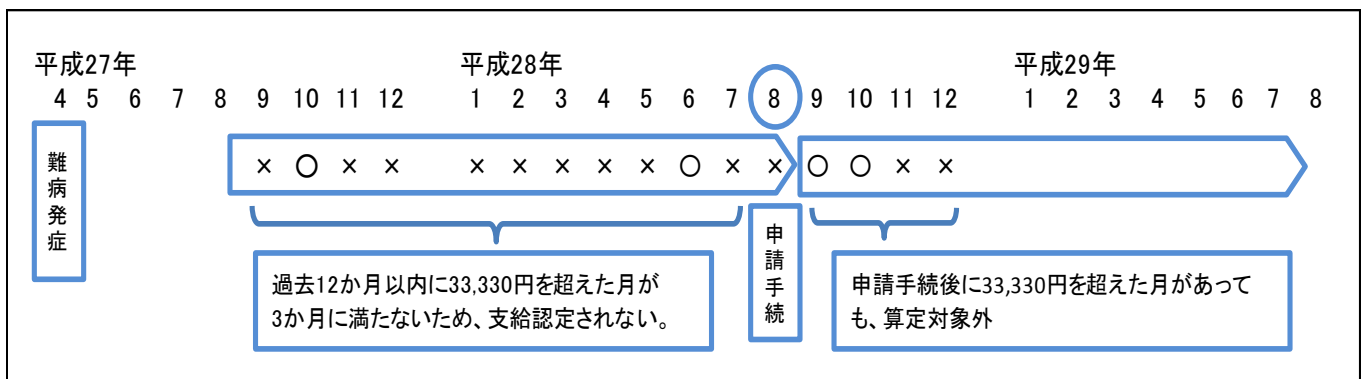 平成27年 平成28年 平成29年
4 5 6 7 8 9 10 11 12 1 2 3 4 5 6 7 8 9 10 11 12 1 2 3 4 5 6 7 8
難病発症
× ○ × × × × × × × ○ × × ○ ○ × ×
申請手続
過去12か月以内に33,330円を超えた月が
3か月に満たないため、支給認定されない。
申請手続後に33,330円を超えた月があって
も、算定対象外